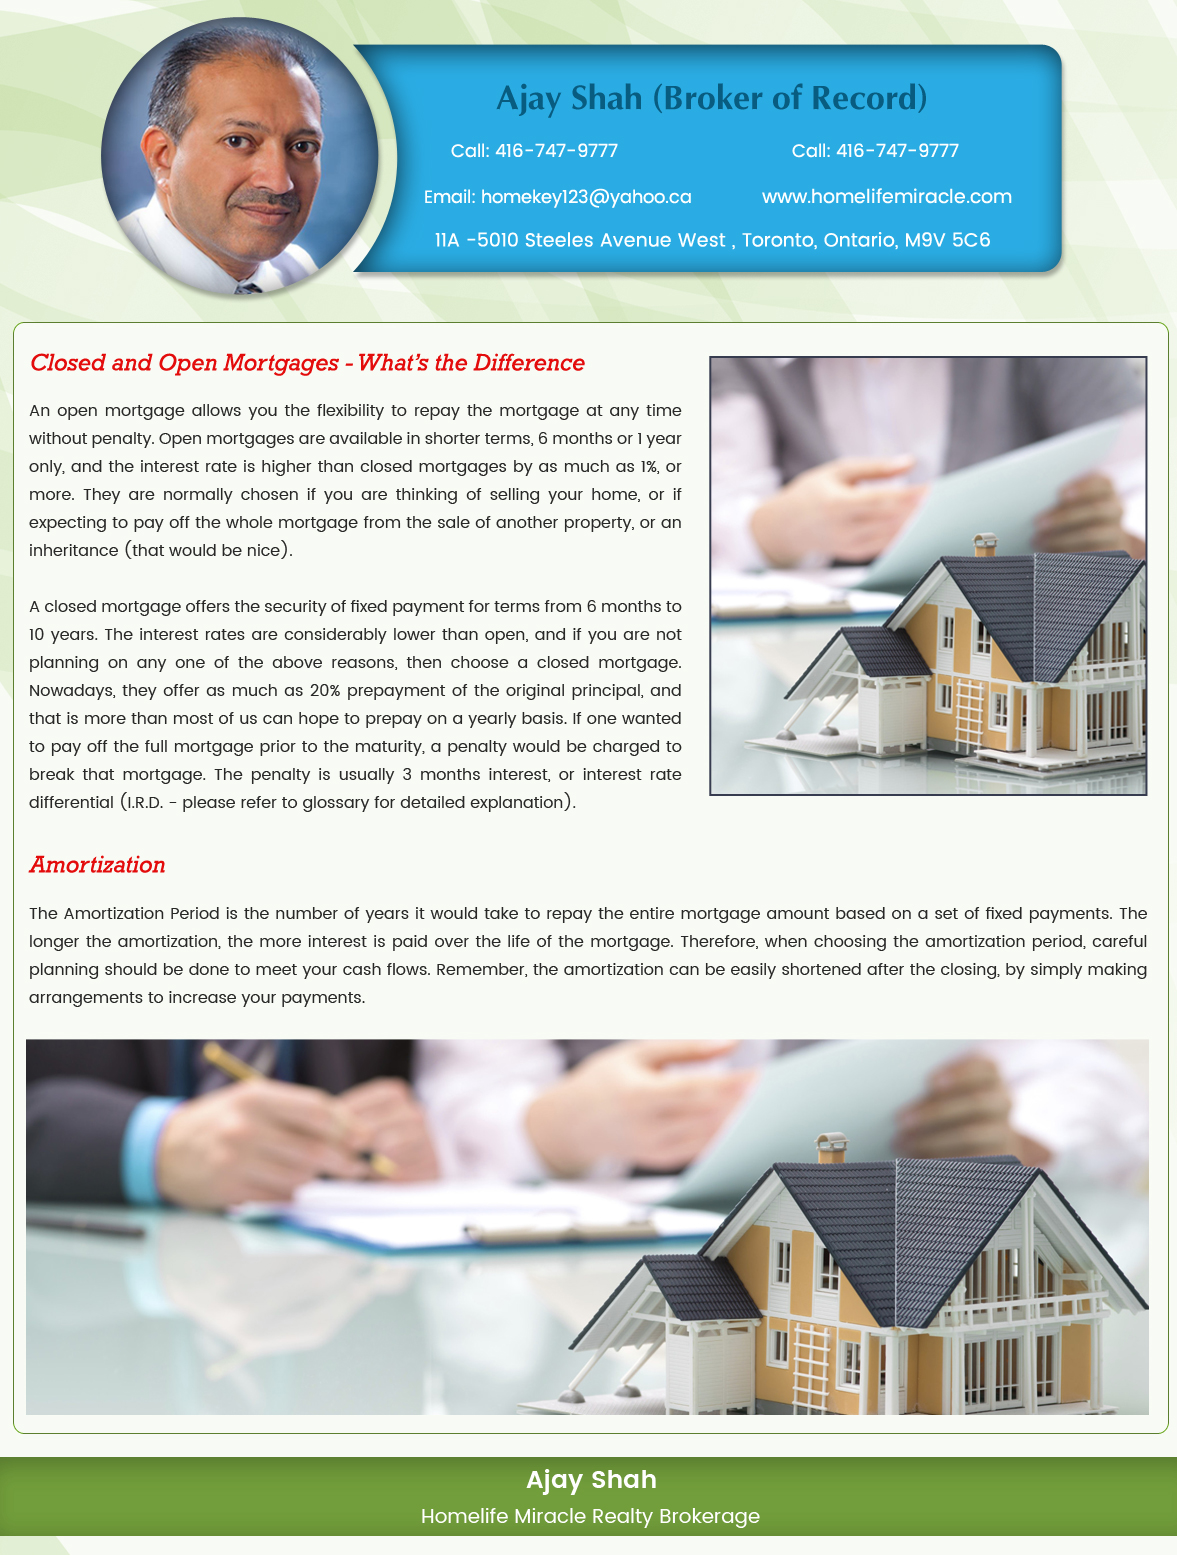 Ajay Shah (Broker of Record)
Call: 416-747-9777
Call: 416-747-9777
Email: homekey123@yahoo.ca
www.homelifemiracle.com
11A -5010 Steeles Avenue West , Toronto, Ontario, M9V 5C6
Closed and Open Mortgages - What's the Difference
An open mortgage allows you the flexibility to repay the mortgage at any time
without penalty. Open mortgages are available in shorter terms, 6 months or 1 year
only, and the interest rate is higher than closed mortgages by as much as 1%, or
more. They are normally chosen if you are thinking of selling your home, or if
expecting to pay off the whole mortgage from the sale of another property, or an
inheritance (that would be nice).
A closed mortgage offers the security of fixed payment for terms from 6 months to
10 years. The interest rates are considerably lower than open, and if you are not
planning on any one of the above reasons, then choose a closed mortgage.
Nowadays, they offer as much as 20% prepayment of the original principal, and
that is more than most of us can hope to prepay on a yearly basis. If one wanted
to pay off the full mortgage prior to the maturity, a penalty would be charged to
break that mortgage. The penalty is usually 3 months interest, or interest rate
differential (I.R.D. - please refer to glossary for detailed explanation).
Amortization
The Amortization Period is the number of years it would take to repay the entire mortgage amount based on a set of fixed payments. The
longer the amortization, the more interest is paid over the life of the mortgage. Therefore, when choosing the amortization period, careful
planning should be done to meet your cash flows. Remember, the amortization can be easily shortened after the closing, by simply making
arrangements to increase your payments.
Ajay Shah
Homelife Miracle Realty Brokerage